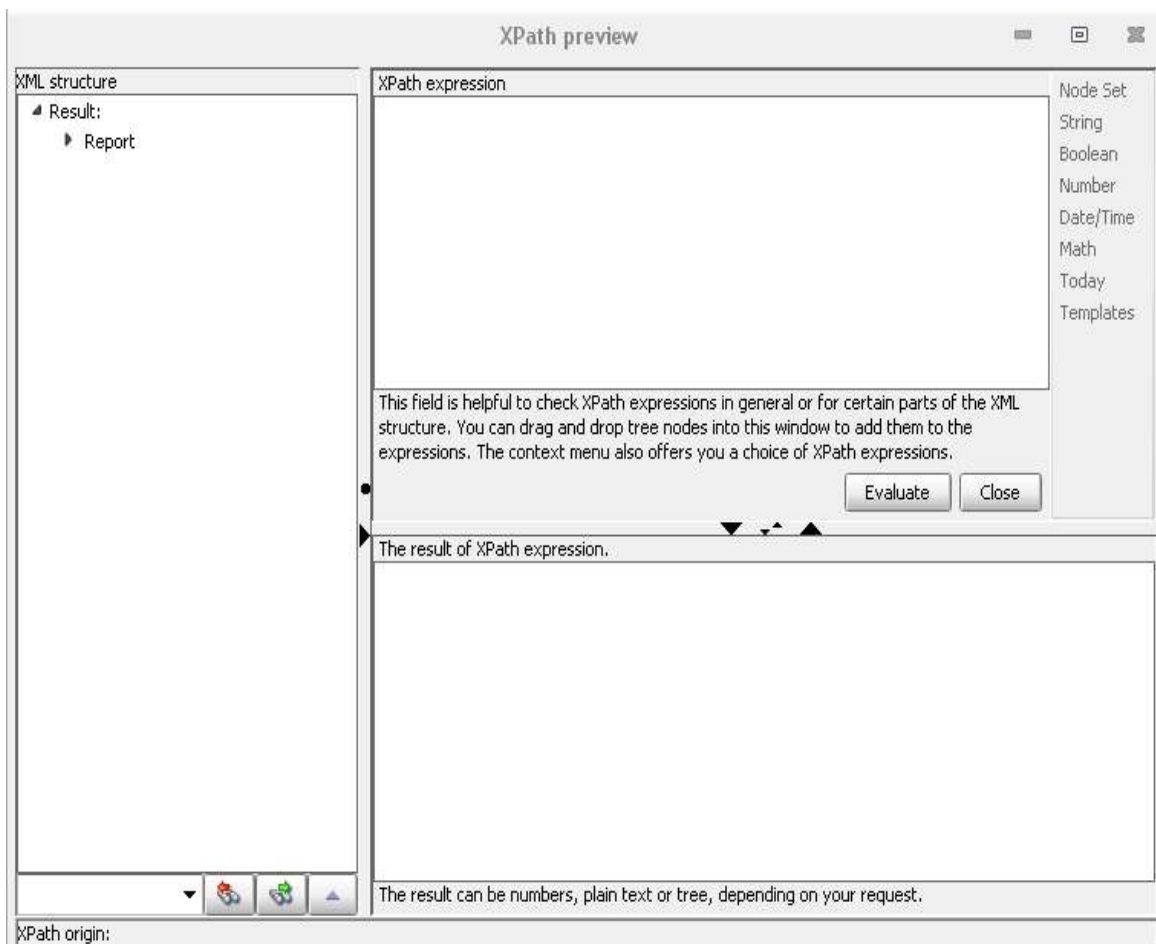 XPath preview
XML structure
Result:
Report
XPath expression
This field is helpful to check XPath expressions in general or for certain parts of the XML
structure. You can drag and drop tree nodes into this window to add them to the
expressions. The context menu also offers you a choice of XPath expressions.
Evaluate
Close
Node Set
String
Boolean
Number
Date/Time
Math
Today
Templates
The result of XPath expression.
The result can be numbers, plain text or tree, depending on your request.
XPath origin: